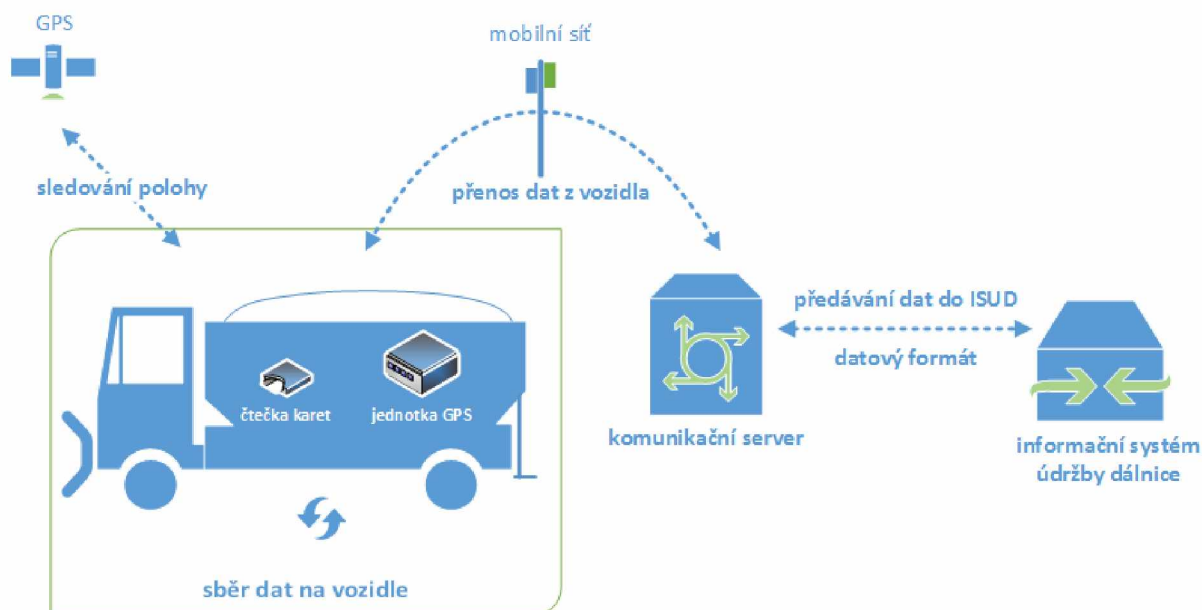 GPS
mobilní síť
sledování polohy
přenos dat z vozidla
předávání dat do ISUD
datový formát
čtečka karet
jednotka GPS
komunikační server
informační systém
údržby dálnice
sběr dat na vozidle